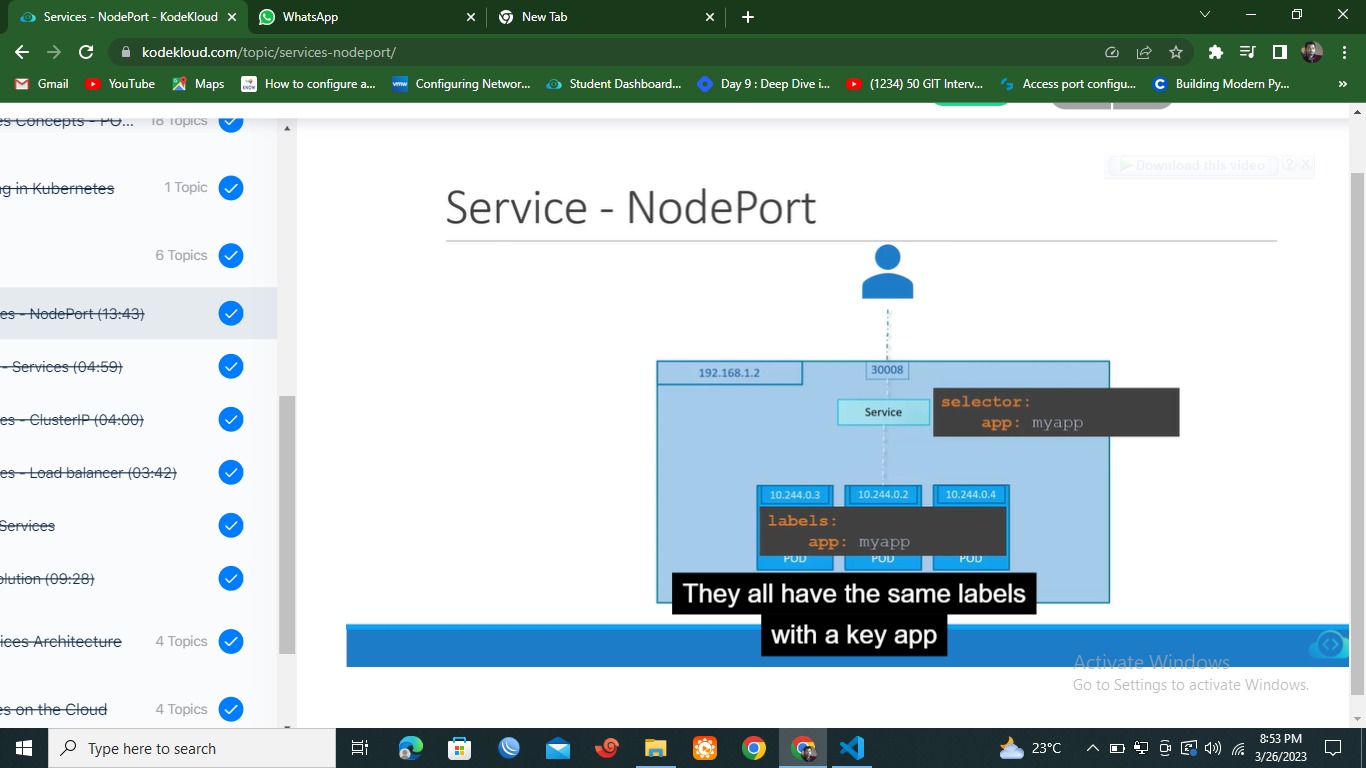 Services - NodePort - KodeKloud
WhatsApp
New Tab
kodekloud.com/topic/services-nodeport/
Gmail
YouTube
Maps
How to configure a...
Configuring Networ...
Student Dashboard...
Day 9 : Deep Dive i...
(1234) 50 GIT Interv...
Access port configu...
Building Modern Py...
»
es Concepts - PO... 18 Topics
ng in Kubernetes 1 Topic
6 Topics
es - NodePort (13:43)
- Services (04:59)
es - ClusterIP (04:00)
es - Load balancer (03:42)
Services
olution (09:28)
ices Architecture 4 Topics
es on the Cloud 4 Topics
Download this video ? X
Service - NodePort
192.168.1.2
30008
Service
selector:
app: myapp
10.244.0.3 10.244.0.2 10.244.0.4
labels:
app: myapp
POD POD POD
They all have the same labels
with a key app
Activate Windows
Go to Settings to activate Windows.
Type here to search
23°C
8:53 PM
3/26/2023